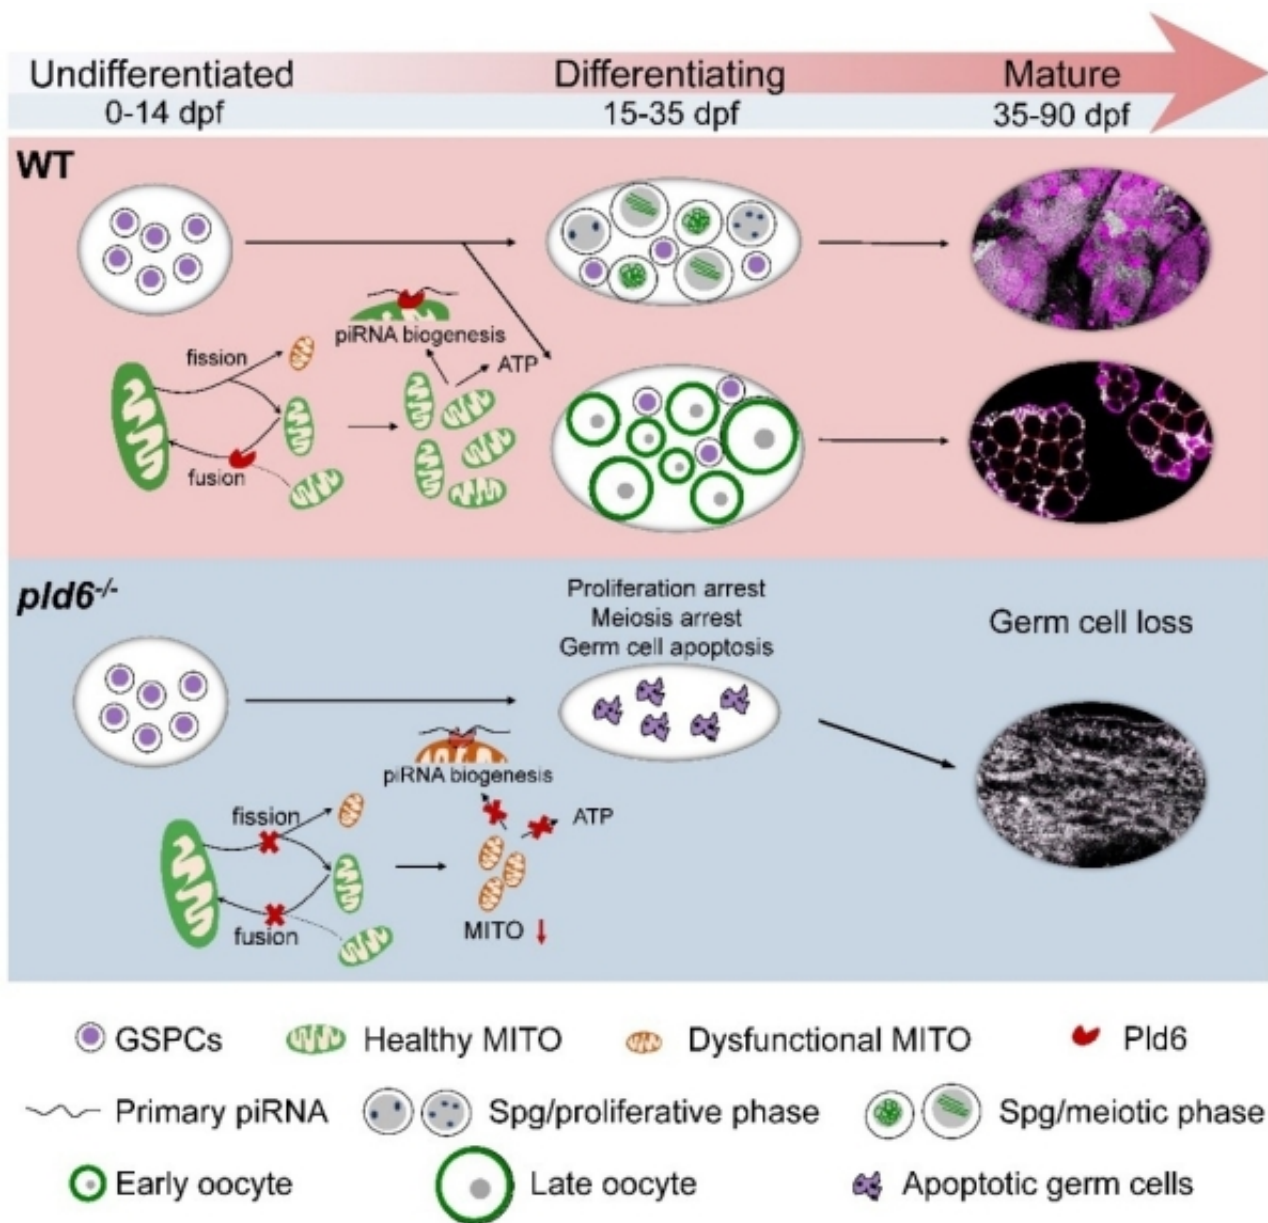 Undifferentiated Differentiating Mature
0-14 dpf 15-35 dpf 35-90 dpf
WT
piRNA biogenesis
fission
ATP
fusion
pld6-/-
Proliferation arrest
Meiosis arrest
Germ cell apoptosis
Germ cell loss
piRNA biogenesis
fission
ATP
fusion
MITO
GSPCs Healthy MITO Dysfunctional MITO Pld6
Primary piRNA Spg/proliferative phase Spg/meiotic phase
Early oocyte Late oocyte Apoptotic germ cells